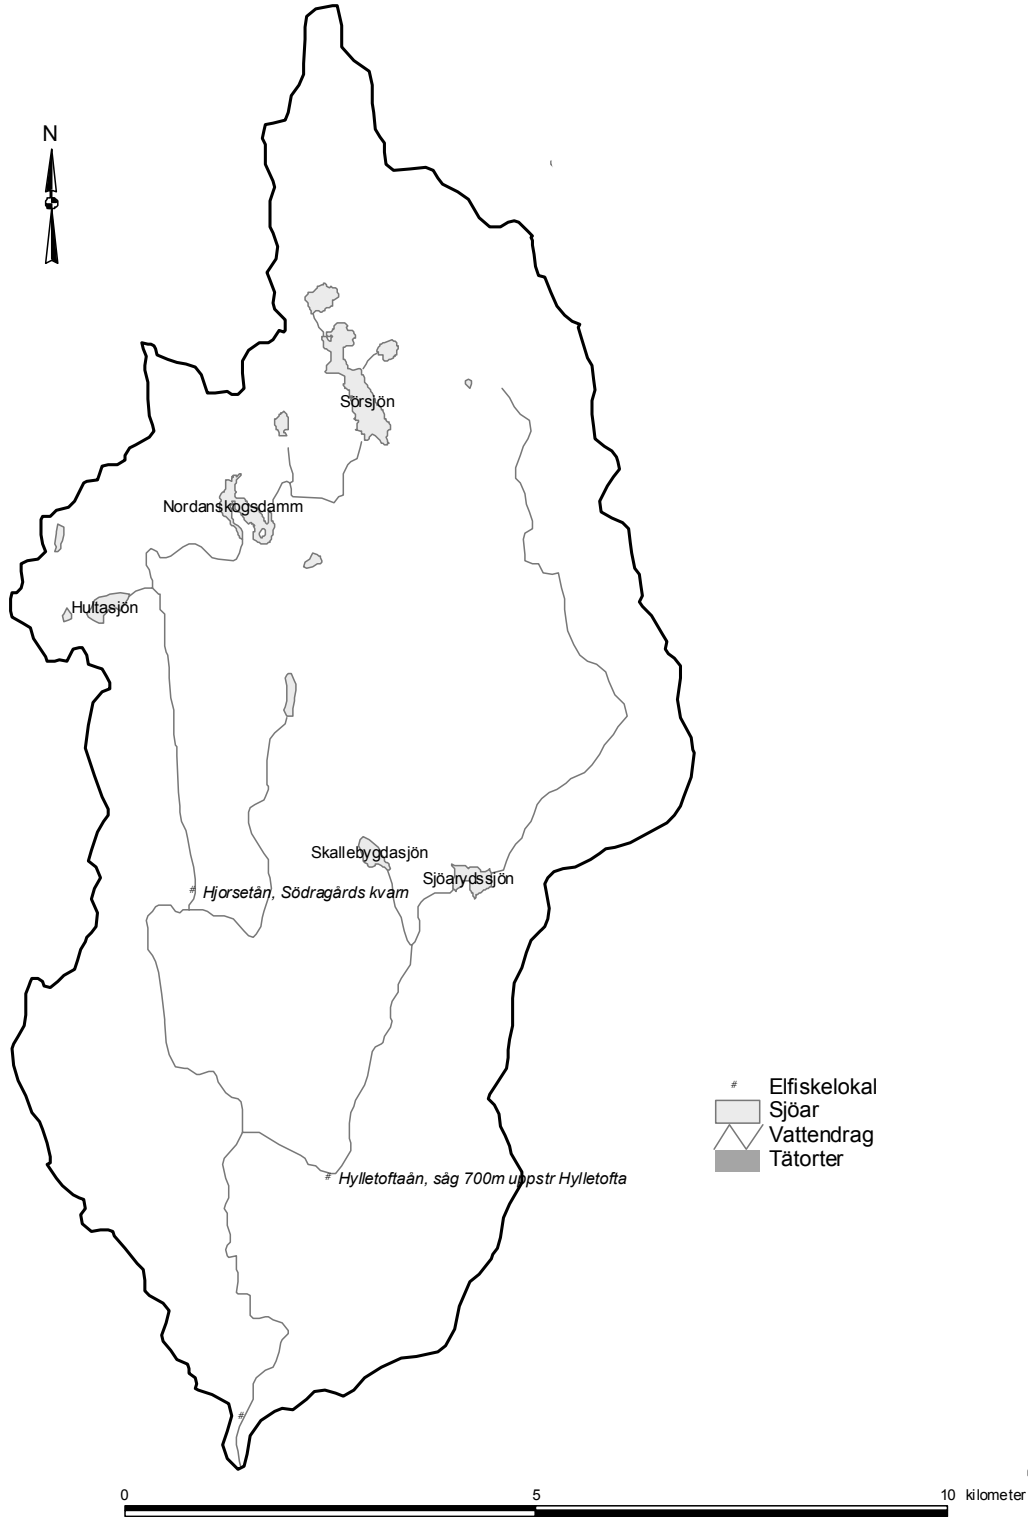 N
Sörsjön
Nordanskogsdamm
Hultasjön
Skallebygdasjön
Sjöarydssjön
# Hjorsetån, Södragårds kvarn
# Elfiskelokal
Sjöar
Vattendrag
Tätorter
# Hylletoftaån, såg 700m uppstr Hylletofta
#
0 5 10 kilometer